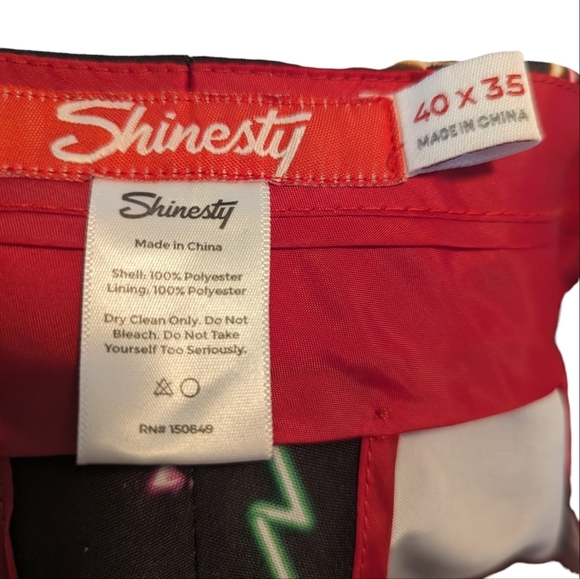 Shinesty
40 X 35
MADE IN CHINA
Shinesty
Made in China
Shell: 100% Polyester
Lining: 100% Polyester
Dry Clean Only. Do Not
Bleach. Do Not Take
Yourself Too Seriously.
RN# 150649